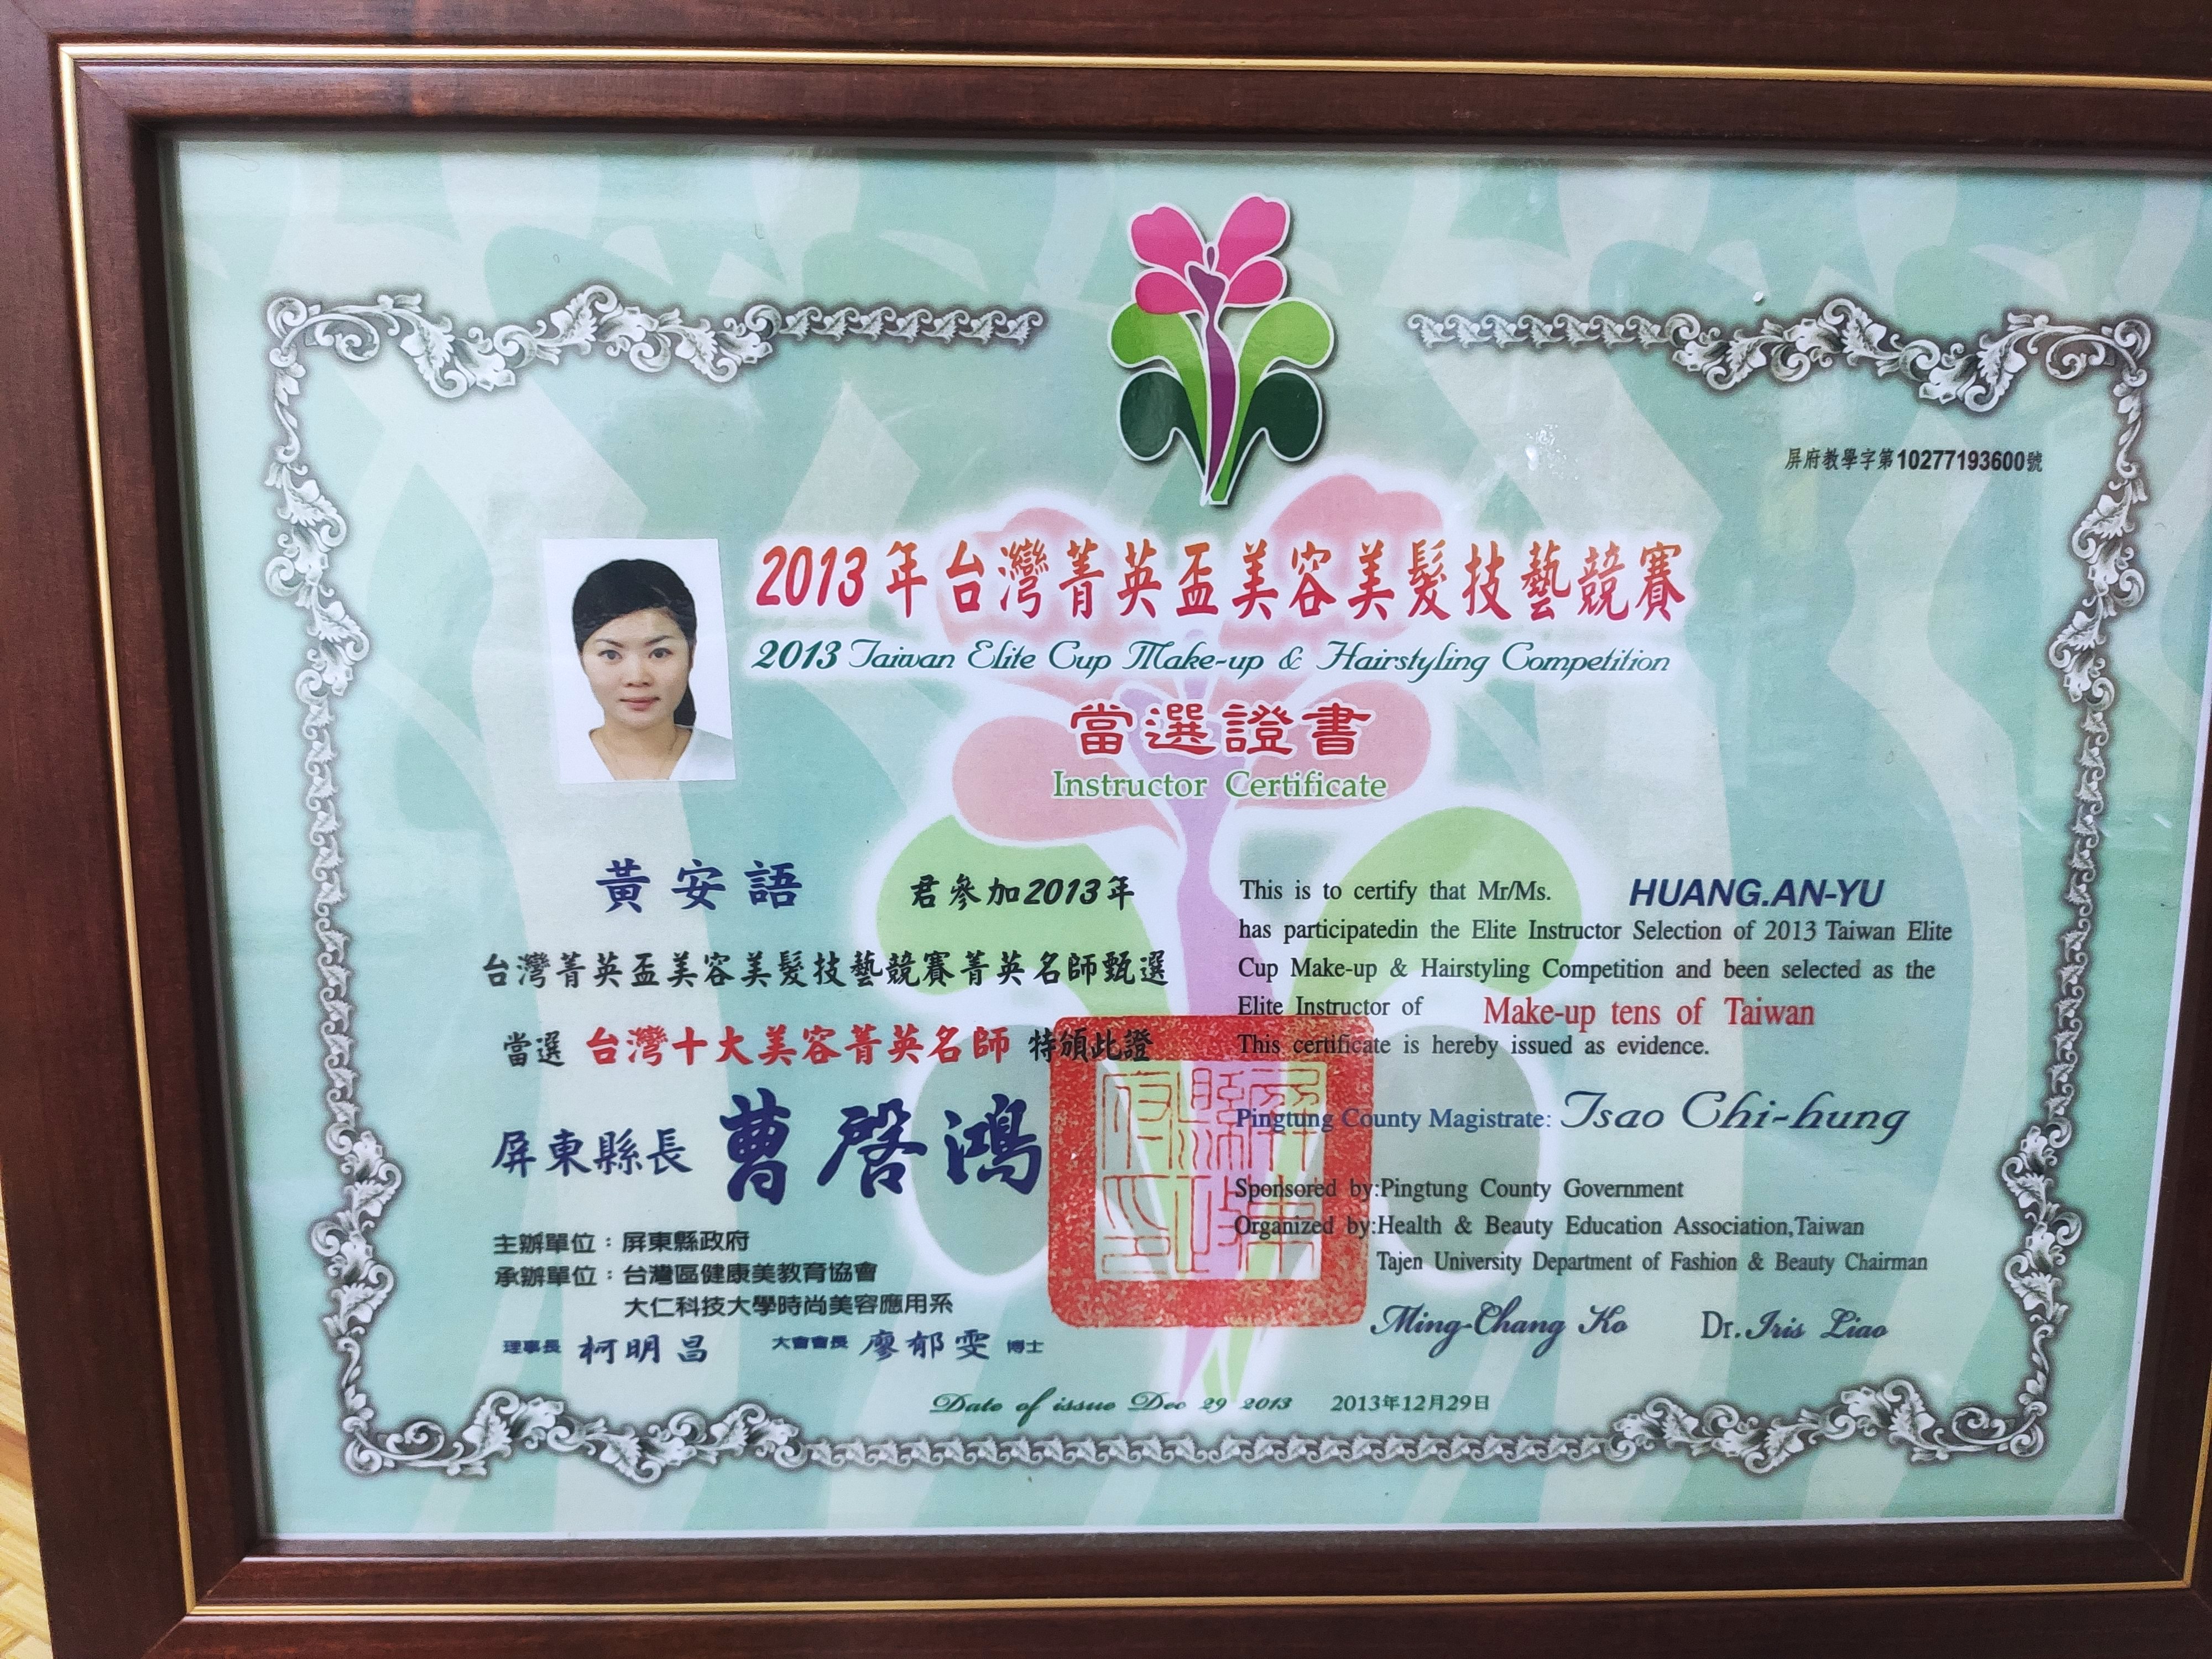 屏府教學字第10277193600號
2013年台灣菁英盃美容美髮技藝競賽
2013 Taiwan Elite Cup Make-up & Hairstyling Competition
當選證書
Instructor Certificate
黃安語 君參加2013年
台灣菁英盃美容美髮技藝競賽菁英名師甄選
當選 台灣十大美容菁英名師 特頒此證
屏東縣長 曹啓鴻
主辦單位：屏東縣政府
承辦單位：台灣區健康美教育協會
大仁科技大學時尚美容應用系
理事長 柯明昌 大會會長 廖郁雯 博士
This is to certify that Mr/Ms. HUANG.AN-YU
has participatedin the Elite Instructor Selection of 2013 Taiwan Elite
Cup Make-up & Hairstyling Competition and been selected as the
Elite Instructor of Make-up tens of Taiwan
This certificate is hereby issued as evidence.
Pingtung County Magistrate: Tsao Chi-hung
Sponsored by:Pingtung County Government
Organized by:Health & Beauty Education Association,Taiwan
Tajen University Department of Fashion & Beauty Chairman
Ming-Chang Ko Dr.Iris Liao
Date of issue Dec 29 2013 2013年12月29日